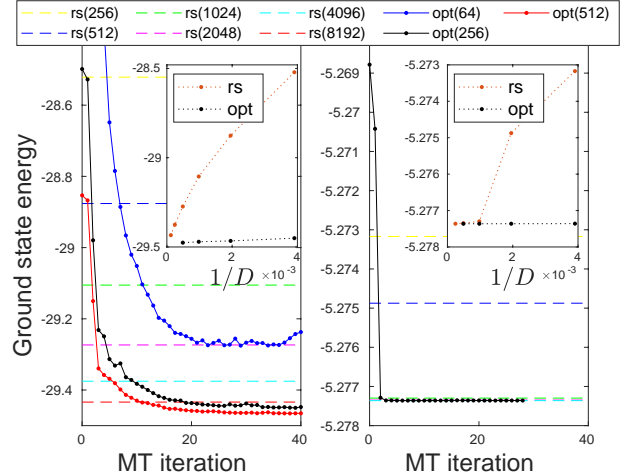 rs(256) rs(1024) rs(4096) opt(64) opt(512)
rs(512) rs(2048) rs(8192) opt(256)
Ground state energy
-28.6
-28.8
-29
-29.2
-29.4
0 20 40
MT iteration
-28.5
-29
-29.5
0 2 4
1/D ×10⁻³
rs
opt
-5.269
-5.27
-5.271
-5.272
-5.273
-5.274
-5.275
-5.276
-5.277
-5.278
0 20 40
MT iteration
-5.273
-5.274
-5.275
-5.276
-5.277
-5.278
0 2 4
1/D ×10⁻³
rs
opt